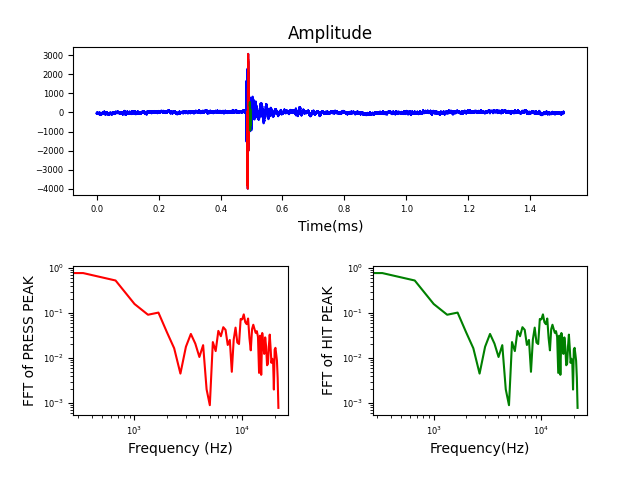 Amplitude
3000
2000
1000
0
−1000
−2000
−3000
−4000
0.0 0.2 0.4 0.6 0.8 1.0 1.2 1.4
Time(ms)
FFT of PRESS PEAK
10⁰
10⁻¹
10⁻²
10⁻³
10³ 10⁴
Frequency (Hz)
FFT of HIT PEAK
10⁰
10⁻¹
10⁻²
10⁻³
10³ 10⁴
Frequency(Hz)